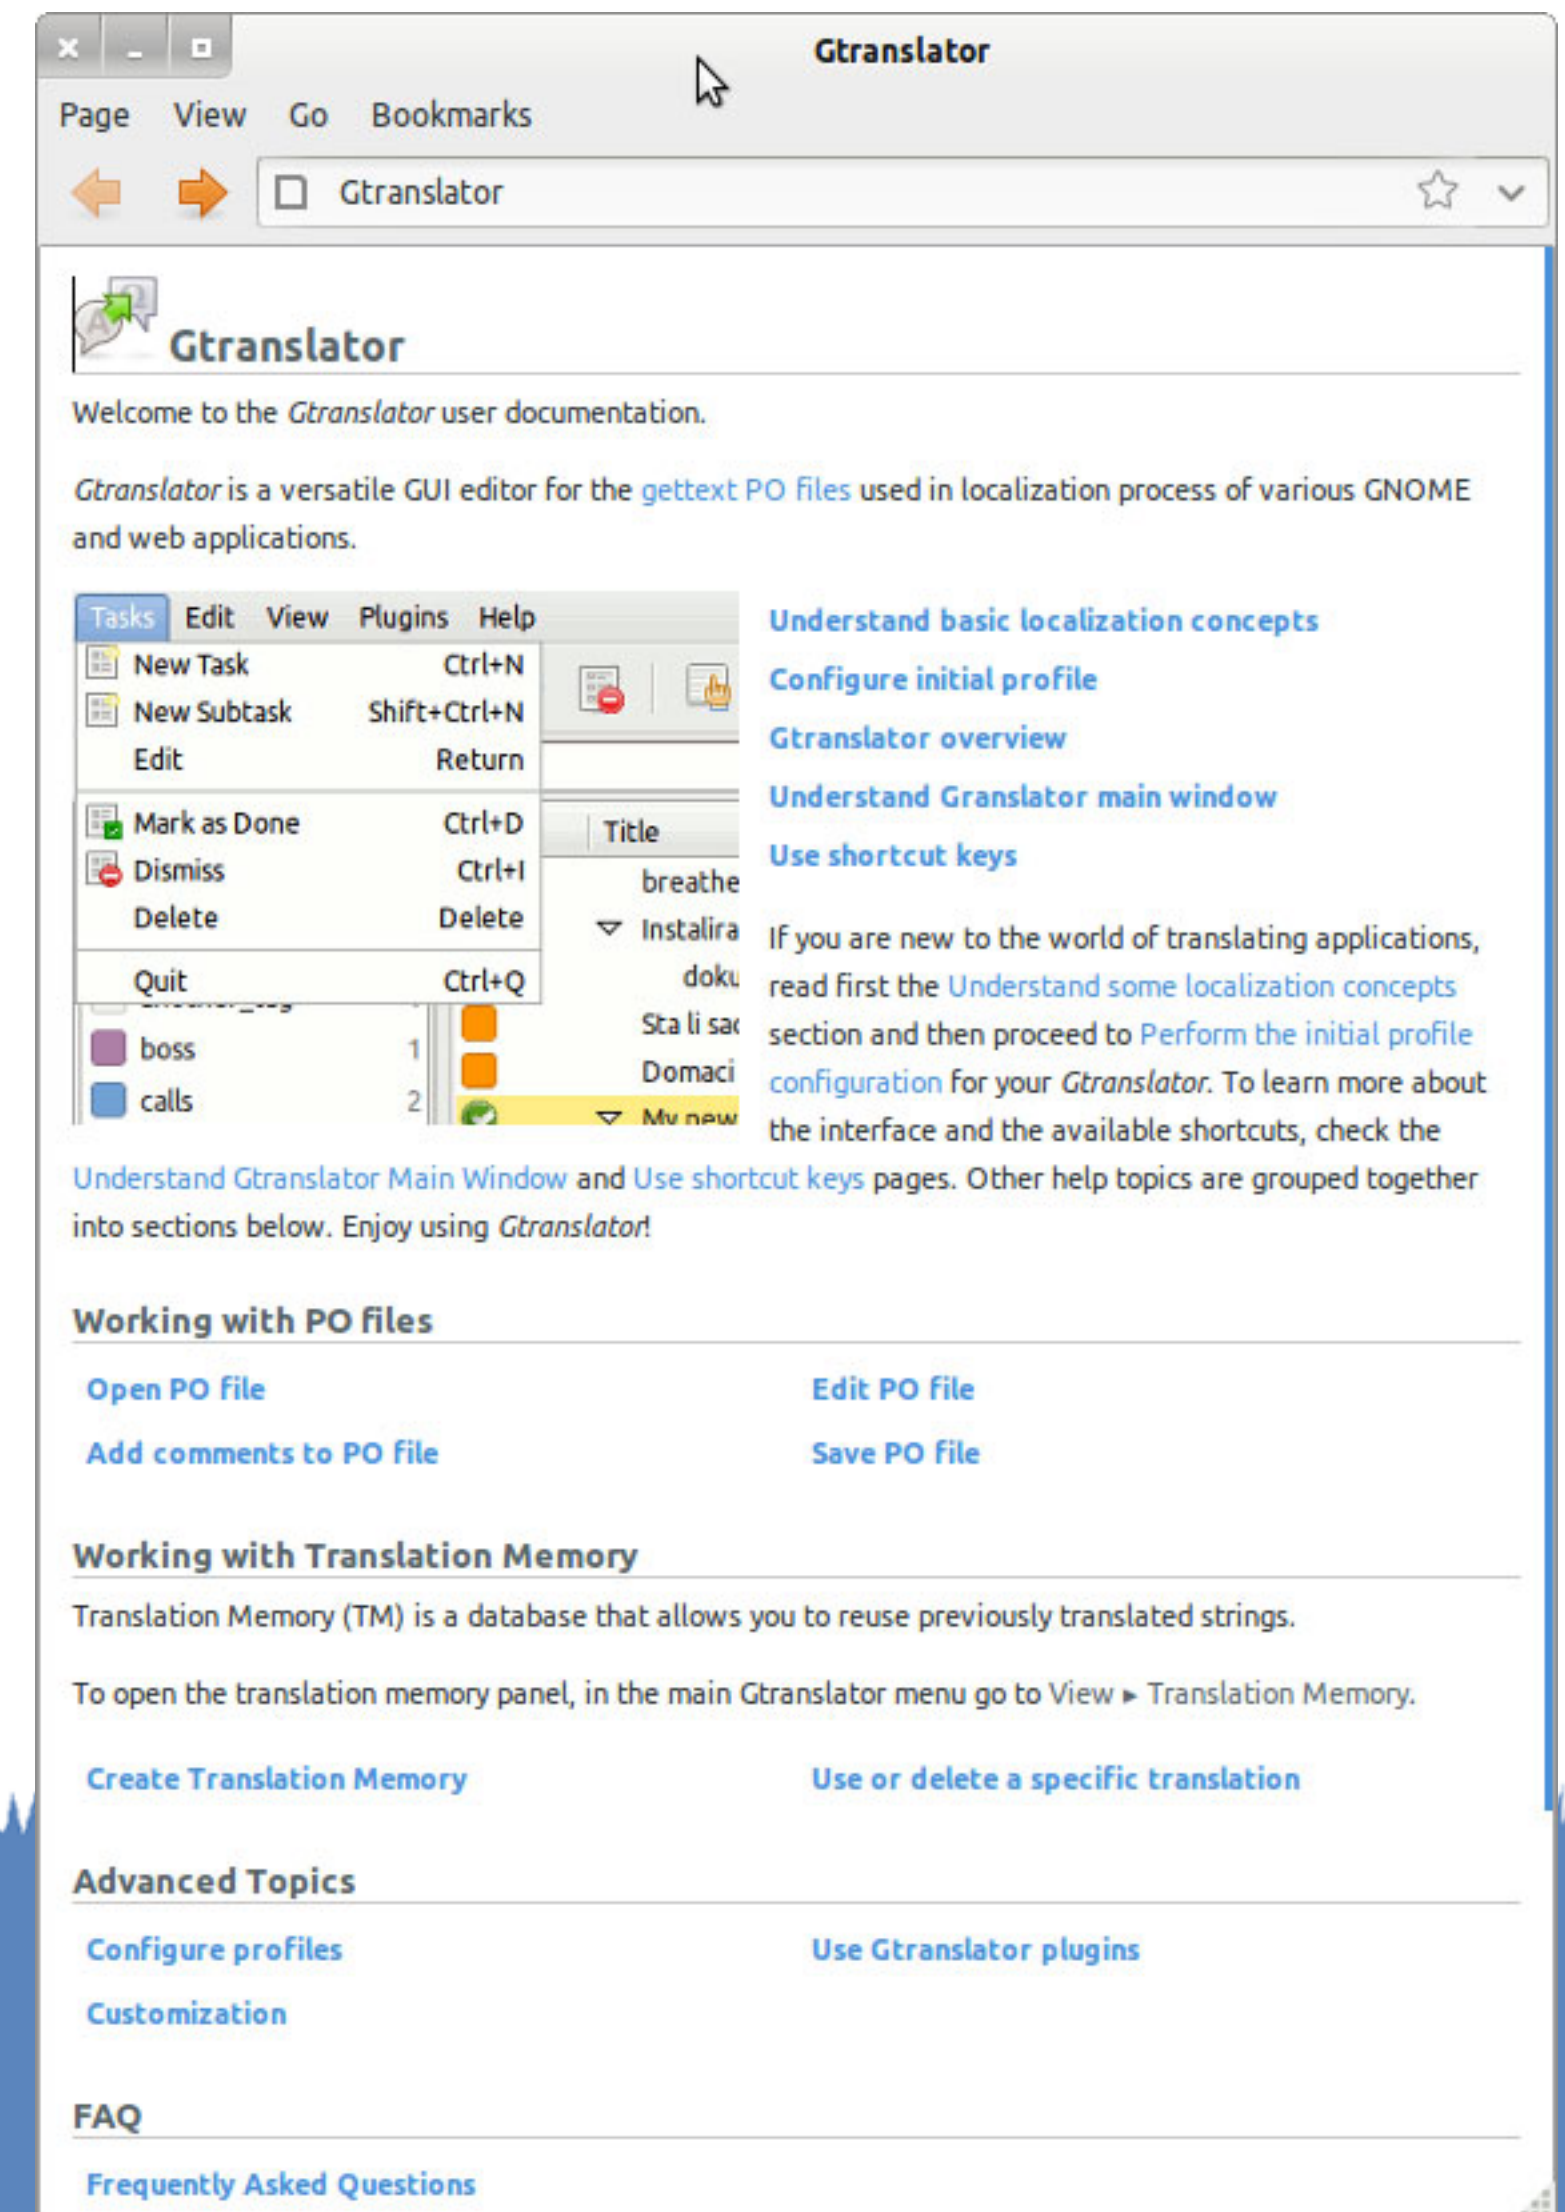 Gtranslator
Page View Go Bookmarks
Gtranslator
Gtranslator
Welcome to the Gtranslator user documentation.
Gtranslator is a versatile GUI editor for the gettext PO files used in localization process of various GNOME
and web applications.
Tasks Edit View Plugins Help
New Task Ctrl+N
New Subtask Shift+Ctrl+N
Edit Return
Mark as Done Ctrl+D
Dismiss Ctrl+I
Delete Delete
Quit Ctrl+Q
boss 1
calls 2
Title
breathe
Instalira
doku
Sta li sac
Domaci
My new
Understand basic localization concepts
Configure initial profile
Gtranslator overview
Understand Granslator main window
Use shortcut keys
If you are new to the world of translating applications,
read first the Understand some localization concepts
section and then proceed to Perform the initial profile
configuration for your Gtranslator. To learn more about
the interface and the available shortcuts, check the
Understand Gtranslator Main Window and Use shortcut keys pages. Other help topics are grouped together
into sections below. Enjoy using Gtranslator!
Working with PO files
Open PO file Edit PO file
Add comments to PO file Save PO file
Working with Translation Memory
Translation Memory (TM) is a database that allows you to reuse previously translated strings.
To open the translation memory panel, in the main Gtranslator menu go to View ▸ Translation Memory.
Create Translation Memory Use or delete a specific translation
Advanced Topics
Configure profiles Use Gtranslator plugins
Customization
FAQ
Frequently Asked Questions